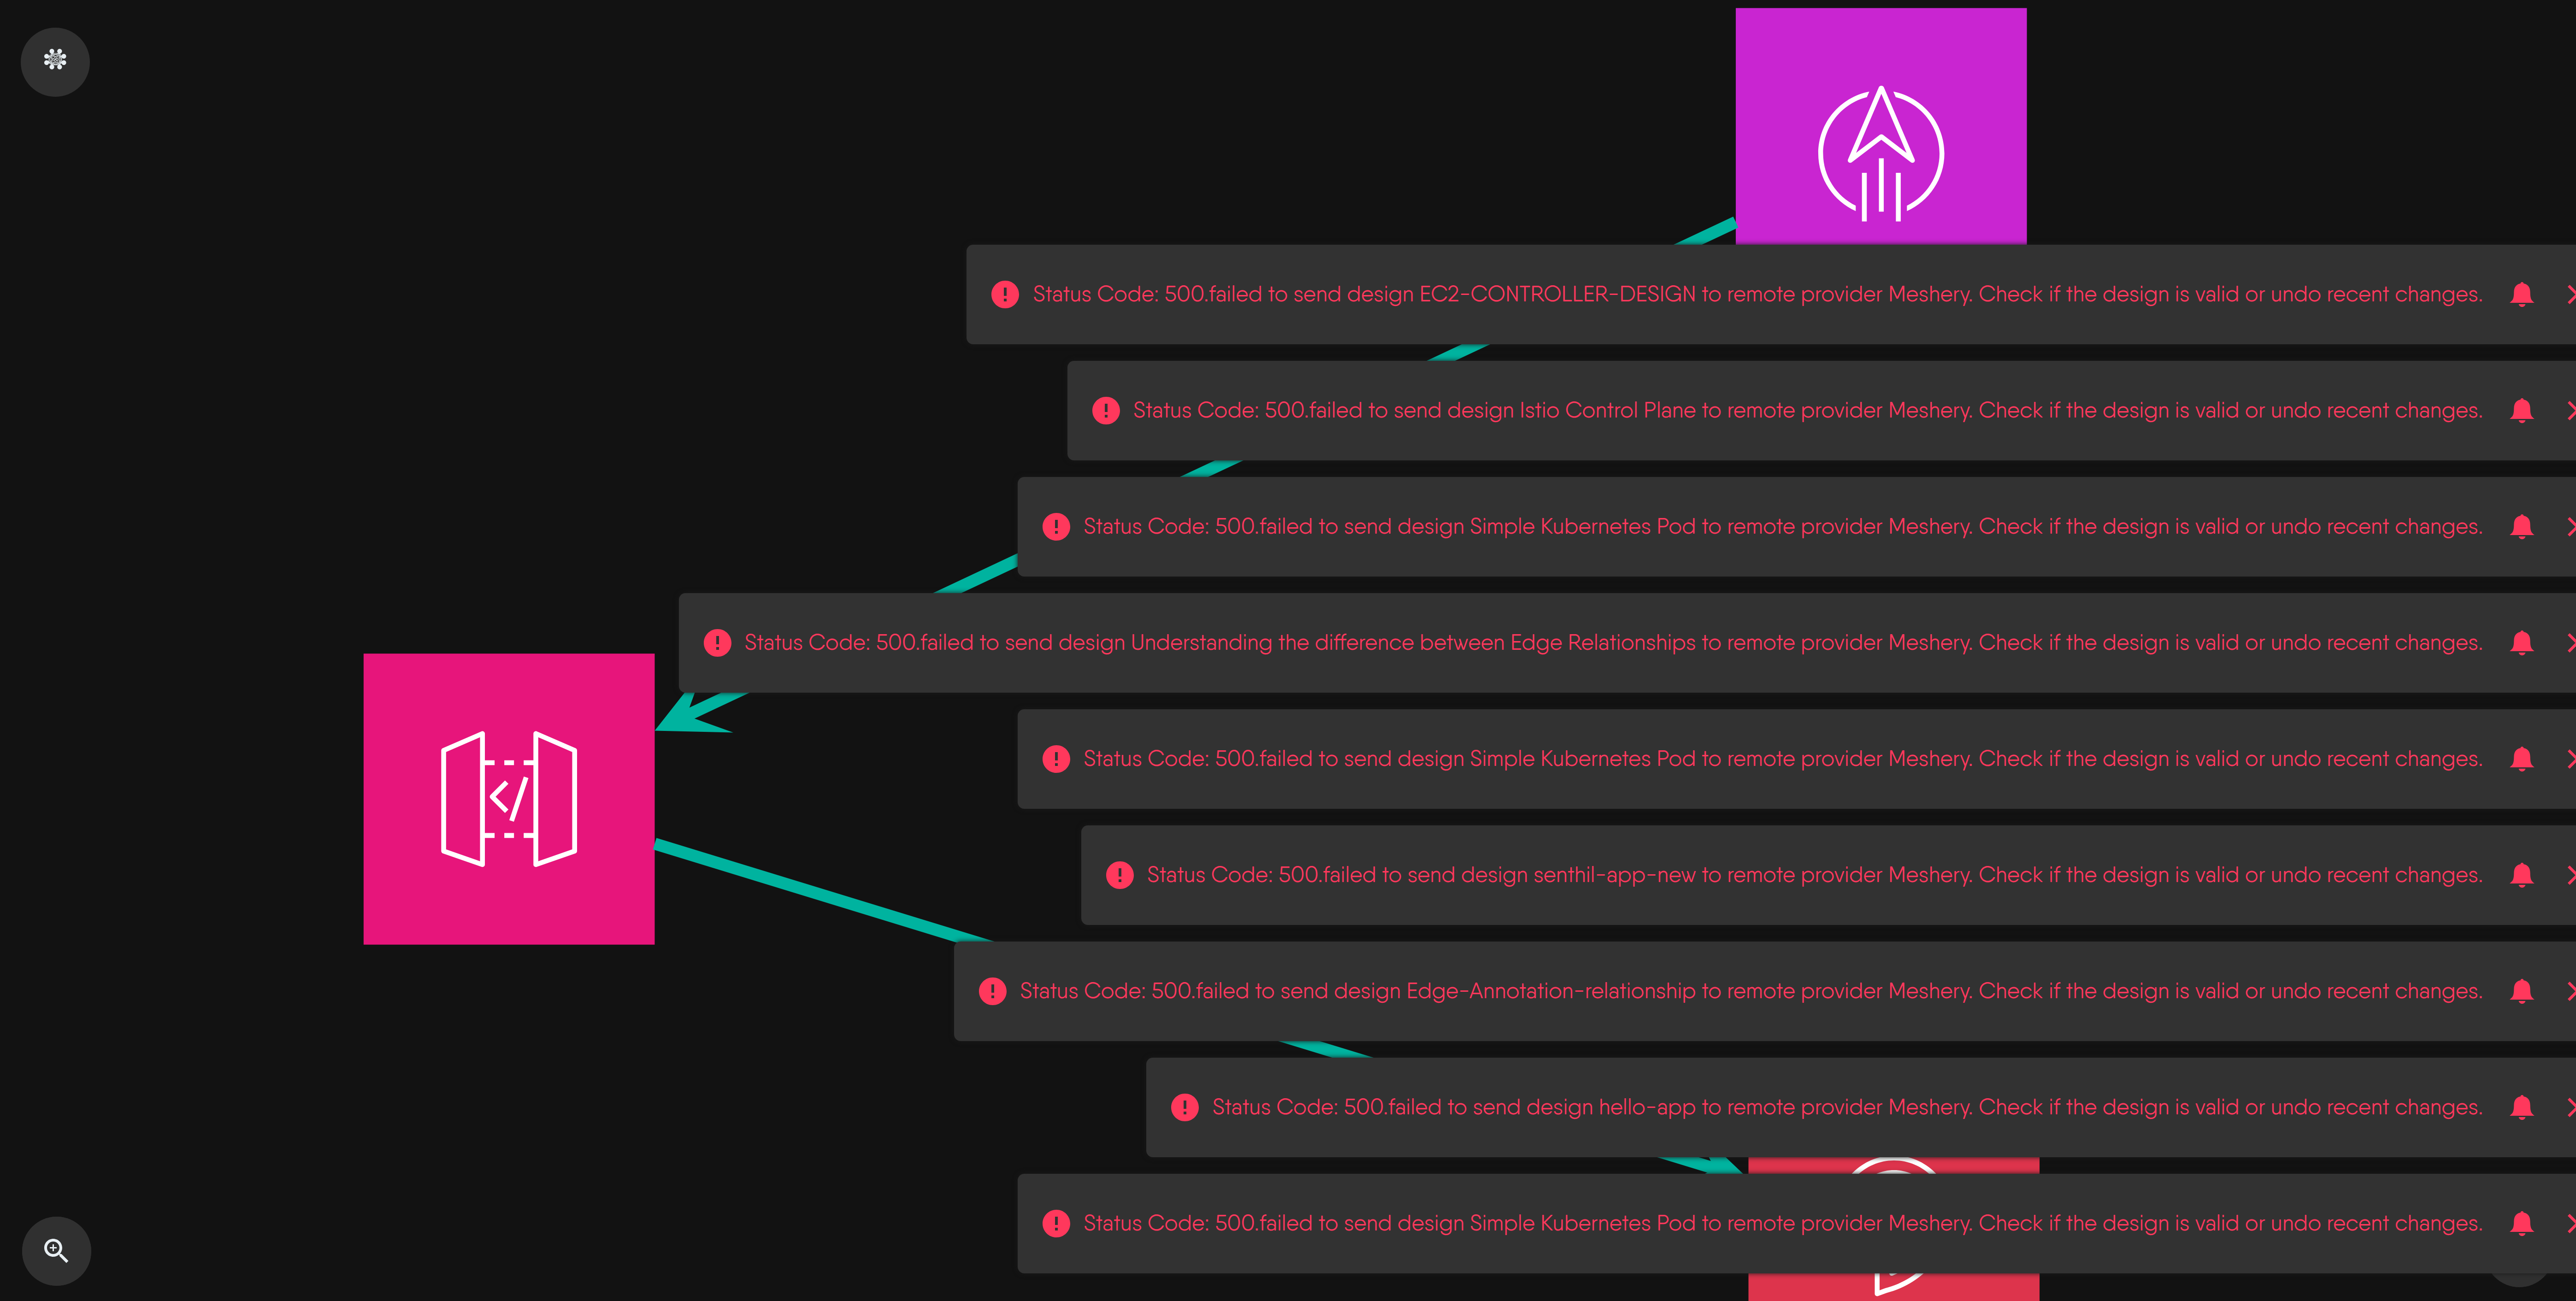 Status Code: 500.failed to send design EC2-CONTROLLER-DESIGN to remote provider Meshery. Check if the design is valid or undo recent changes.
Status Code: 500.failed to send design Istio Control Plane to remote provider Meshery. Check if the design is valid or undo recent changes.
Status Code: 500.failed to send design Simple Kubernetes Pod to remote provider Meshery. Check if the design is valid or undo recent changes.
Status Code: 500.failed to send design Understanding the difference between Edge Relationships to remote provider Meshery. Check if the design is valid or undo recent changes.
Status Code: 500.failed to send design Simple Kubernetes Pod to remote provider Meshery. Check if the design is valid or undo recent changes.
Status Code: 500.failed to send design senthil-app-new to remote provider Meshery. Check if the design is valid or undo recent changes.
Status Code: 500.failed to send design Edge-Annotation-relationship to remote provider Meshery. Check if the design is valid or undo recent changes.
Status Code: 500.failed to send design hello-app to remote provider Meshery. Check if the design is valid or undo recent changes.
Status Code: 500.failed to send design Simple Kubernetes Pod to remote provider Meshery. Check if the design is valid or undo recent changes.